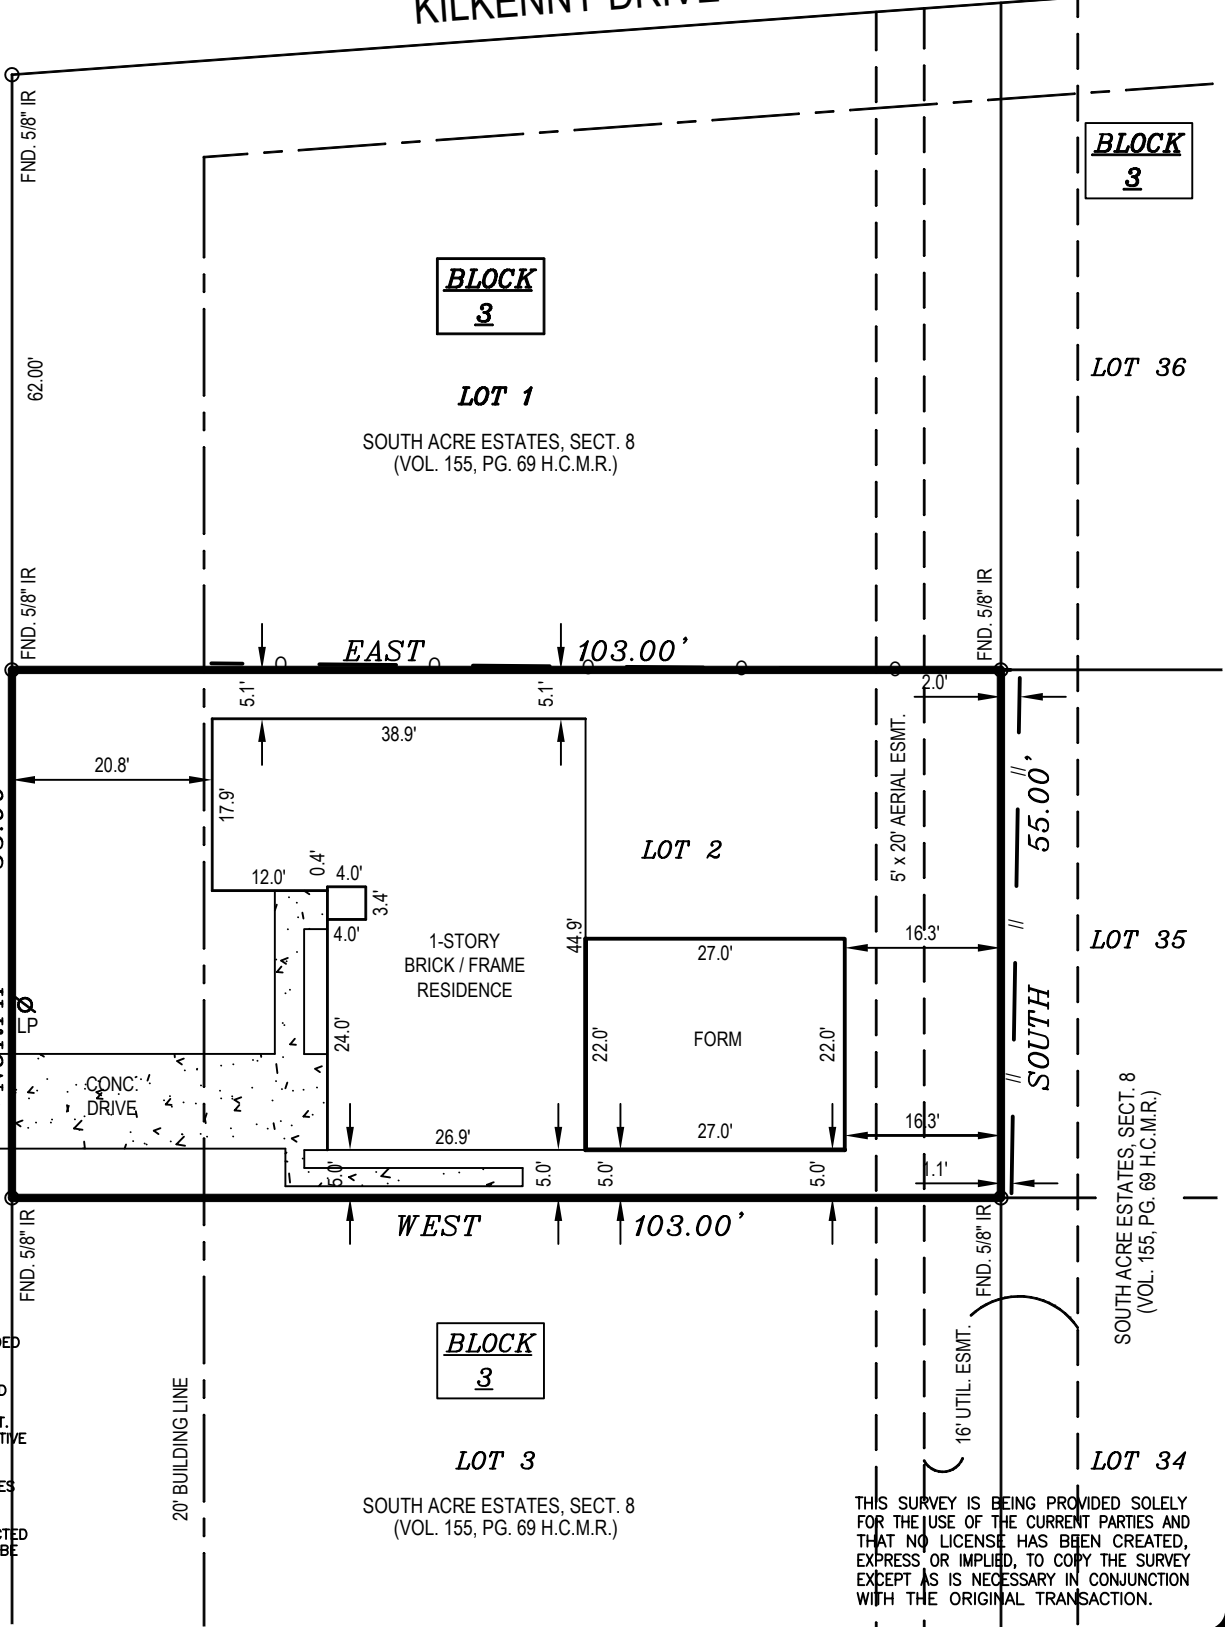 KILKENNY DRIVE
FND. 5/8" IR
BLOCK
3
BLOCK
3
62.00'
LOT 1
LOT 36
SOUTH ACRE ESTATES, SECT. 8
(VOL. 155, PG. 69 H.C.M.R.)
FND. 5/8" IR
FND. 5/8" IR
EAST 103.00'
5.1'
5.1'
2.0'
38.9'
20.8'
17.9'
5' x 20' AERIAL ESMT.
55.00'
LOT 2
0.4'
12.0'
4.0'
3.4'
4.0'
44.9'
1-STORY
BRICK / FRAME
RESIDENCE
27.0'
16.3'
LOT 35
LP
24.0'
22.0'
FORM
22.0'
SOUTH
CONC.
DRIVE
26.9'
27.0'
16.3'
5.0'
5.0'
5.0'
5.0'
1.1'
WEST 103.00'
FND. 5/8" IR
FND. 5/8" IR
SOUTH ACRE ESTATES, SECT. 8
(VOL. 155, PG. 69 H.C.M.R.)
BLOCK
3
20' BUILDING LINE
16' UTIL. ESMT.
LOT 3
LOT 34
SOUTH ACRE ESTATES, SECT. 8
(VOL. 155, PG. 69 H.C.M.R.)
BE
THIS SURVEY IS BEING PROVIDED SOLELY
FOR THE USE OF THE CURRENT PARTIES AND
THAT NO LICENSE HAS BEEN CREATED,
EXPRESS OR IMPLIED, TO COPY THE SURVEY
EXCEPT AS IS NECESSARY IN CONJUNCTION
WITH THE ORIGINAL TRANSACTION.